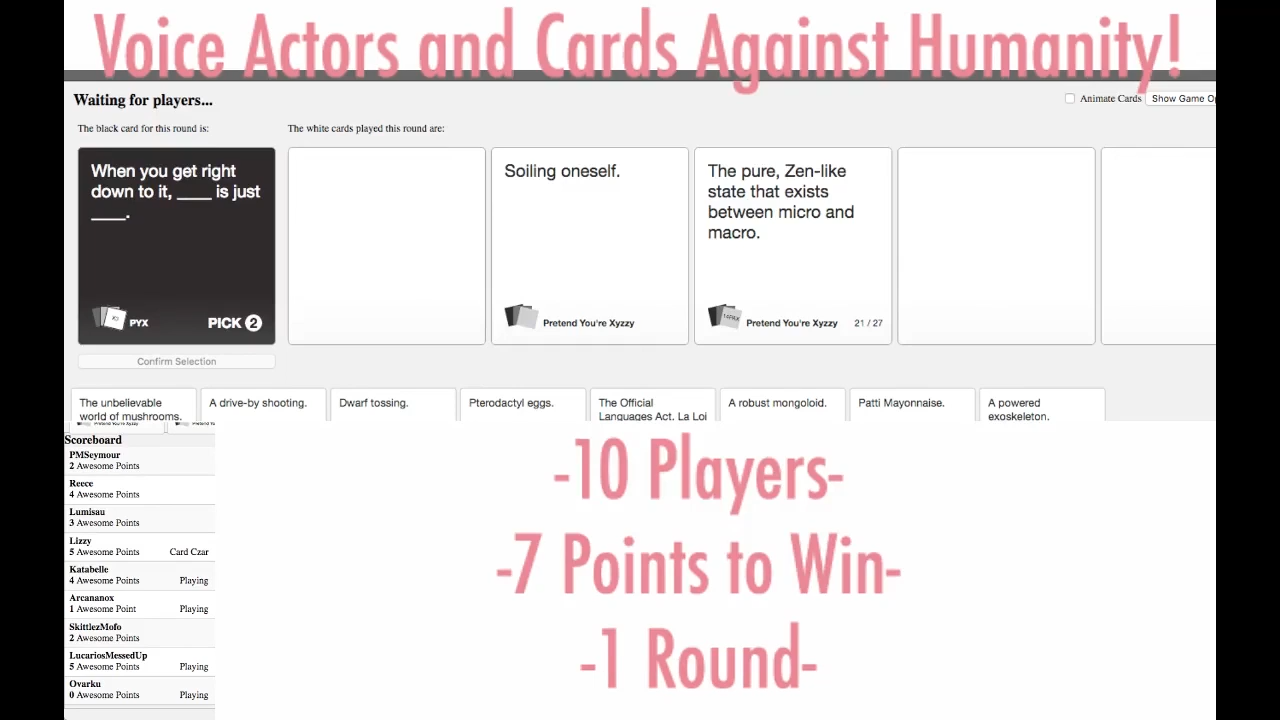 Voice Actors and Cards Against Humanity!
Waiting for players...
Animate Cards
Show Game Op
The black card for this round is:
The white cards played this round are:
When you get right
down to it, ____ is just
____.
PYX
PICK 2
Soiling oneself.
Pretend You're Xyzzy
The pure, Zen-like
state that exists
between micro and
macro.
Pretend You're Xyzzy
21 / 27
Confirm Selection
The unbelievable
world of mushrooms.
A drive-by shooting.
Dwarf tossing.
Pterodactyl eggs.
The Official
Languages Act. La Loi
A robust mongoloid.
Patti Mayonnaise.
A powered
exoskeleton.
Scoreboard
PMSeymour
2 Awesome Points
Reece
4 Awesome Points
Lumisau
3 Awesome Points
Lizzy
5 Awesome Points Card Czar
Katabelle
4 Awesome Points Playing
Arcananox
1 Awesome Point Playing
SkittlezMofo
2 Awesome Points
LucariosMessedUp
5 Awesome Points Playing
Ovarku
0 Awesome Points Playing
-10 Players-
-7 Points to Win-
-1 Round-